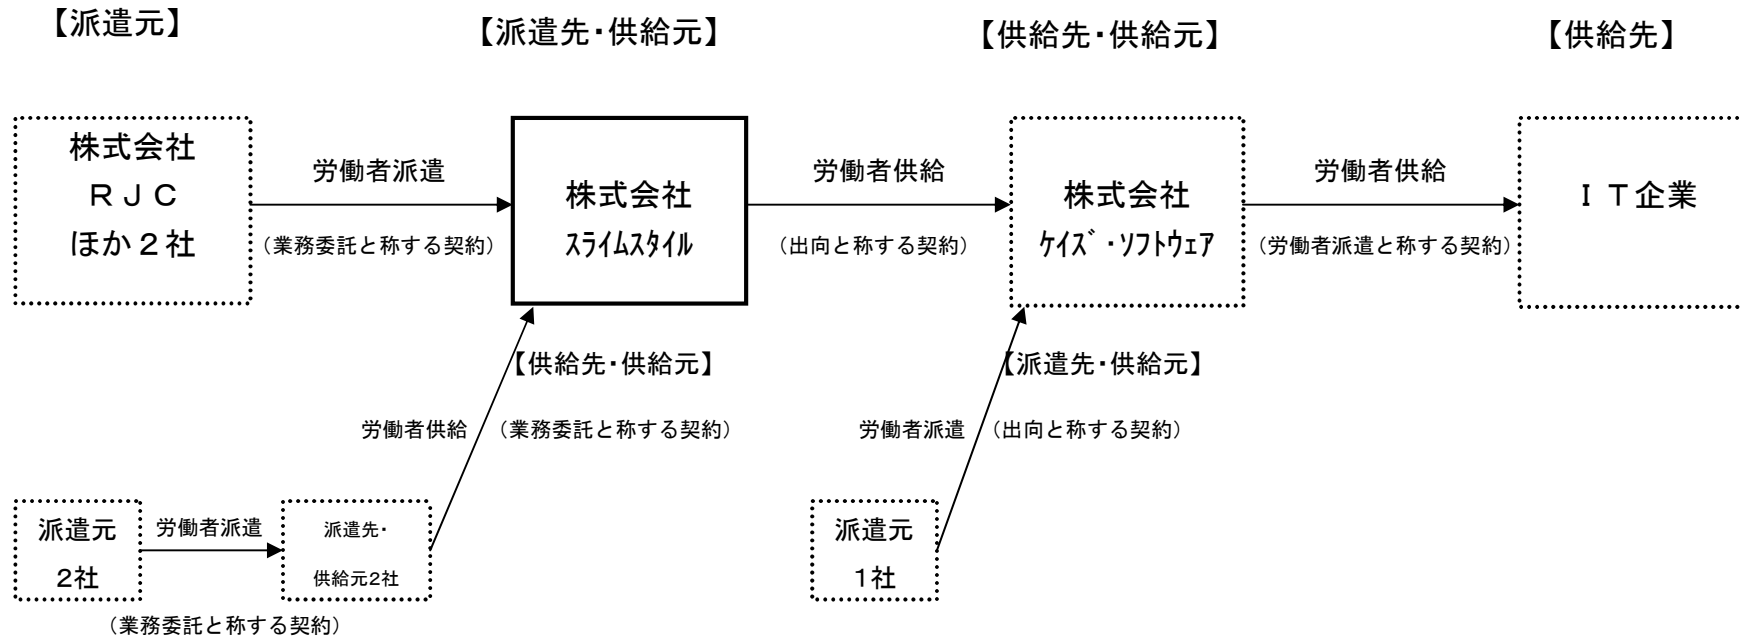 【派遣元】
【派遣先・供給元】
【供給先・供給元】
【供給先】
株式会社
ＲＪＣ
ほか２社
労働者派遣
（業務委託と称する契約）
株式会社
ｽﾗｲﾑｽﾀｲﾙ
労働者供給
（出向と称する契約）
株式会社
ｹｲｽﾞ・ｿﾌﾄｳｪｱ
労働者供給
（労働者派遣と称する契約）
ＩＴ企業
【供給先・供給元】
労働者供給
（業務委託と称する契約）
【派遣先・供給元】
労働者派遣
（出向と称する契約）
派遣元
2社
労働者派遣
（業務委託と称する契約）
派遣先・
供給元2社
派遣元
1社